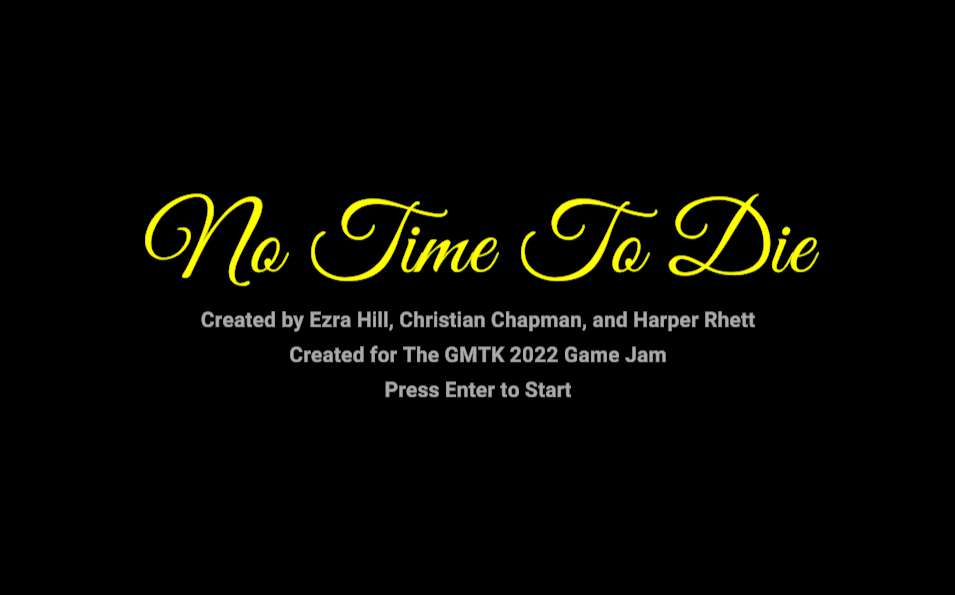 No Time To Die
Created by Ezra Hill, Christian Chapman, and Harper Rhett
Created for The GMTK 2022 Game Jam
Press Enter to Start